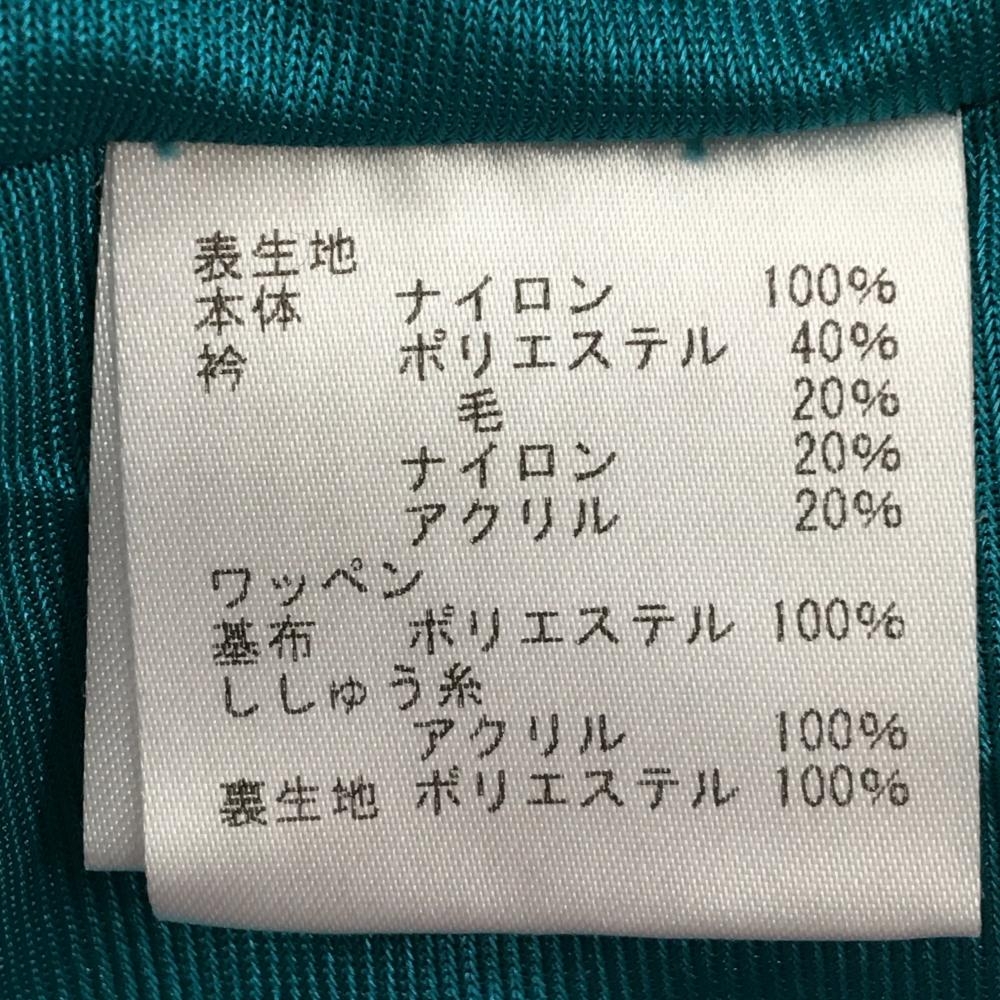 表生地
本体 ナイロン 100%
衿 ポリエステル 40%
毛 20%
ナイロン 20%
アクリル 20%
ワッペン
基布 ポリエステル 100%
ししゅう糸
アクリル 100%
裏生地 ポリエステル 100%